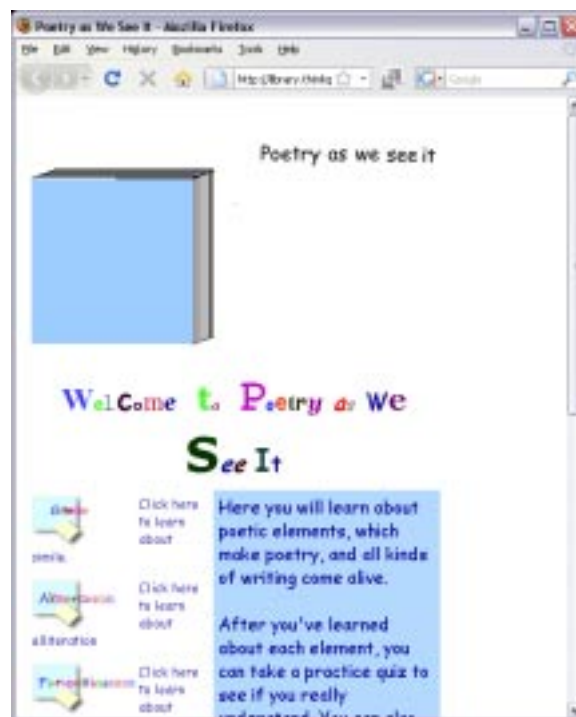 Poetry as We See It - Mozilla Firefox
File Edit View History Bookmarks Tools Help
Google
Poetry as we see it
WelCome to Poetry as We
See It
Click here
to learn
about
simile.
Click here
to learn
about
alliteration
Click here
to learn
about
Here you will learn about
poetic elements, which
make poetry, and all kinds
of writing come alive.
After you've learned
about each element, you
can take a practice quiz to
see if you really